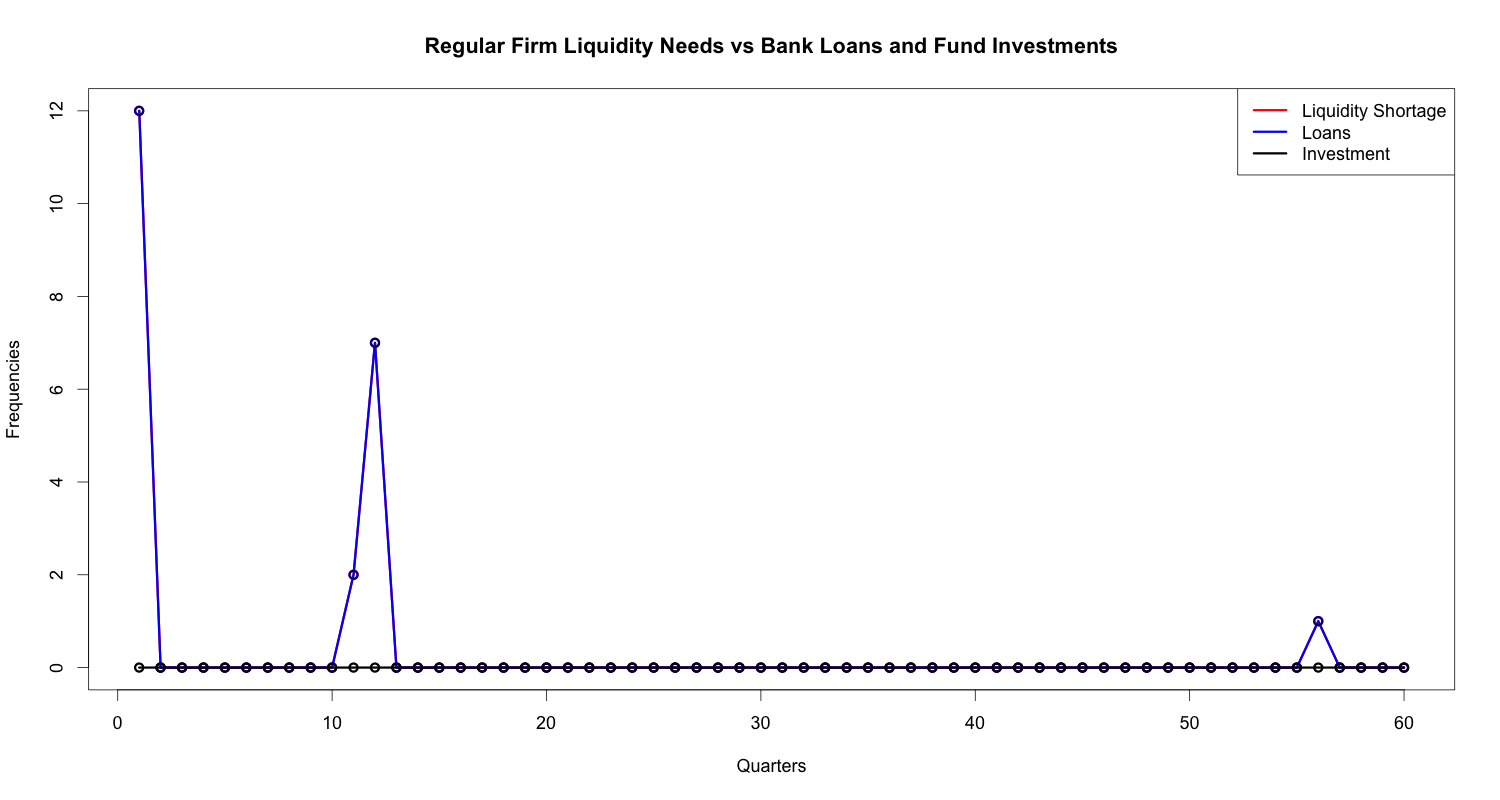 Regular Firm Liquidity Needs vs Bank Loans and Fund Investments
Liquidity Shortage
Loans
Investment
12
10
8
6
4
2
0
Frequencies
0 10 20 30 40 50 60
Quarters